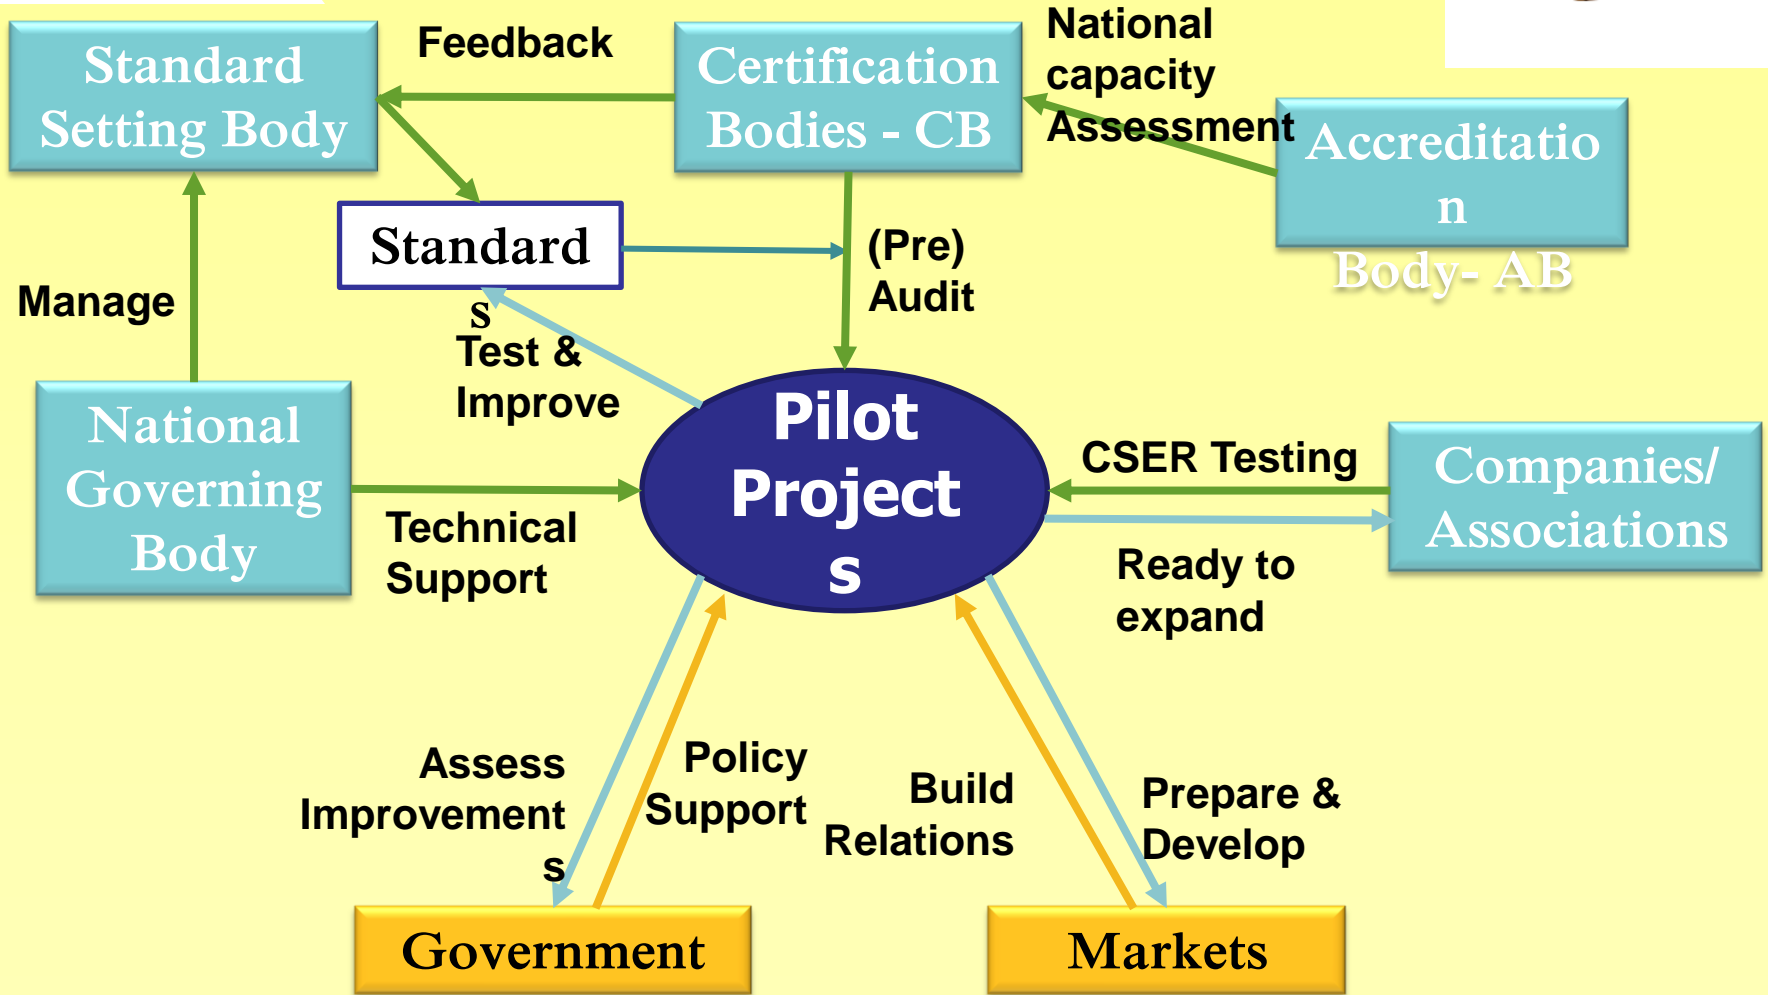 Standard
Setting Body
Feedback
Certification
Bodies - CB
National
capacity
Assessment
Accreditatio
n
Body- AB
Standard
s
(Pre)
Audit
Manage
Test &
Improve
National
Governing
Body
Technical
Support
Pilot
Project
s
CSER Testing
Companies/
Associations
Ready to
expand
Assess
Improvement
s
Policy
Support
Build
Relations
Prepare &
Develop
Government
Markets